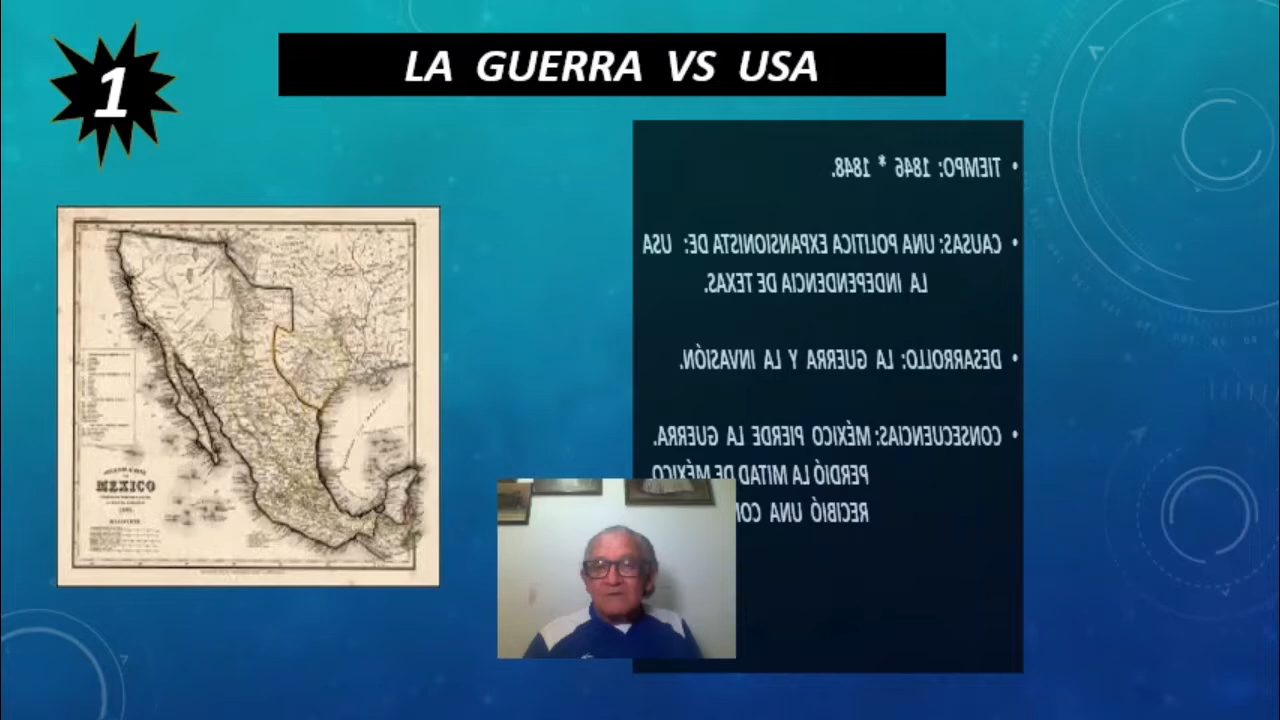 1
LA GUERRA VS USA
• TIEMPO: 1846 * 1848.
• CAUSAS: UNA POLITICA EXPANSIONISTA DE: USA
LA INDEPENDENCIA DE TEXAS.
• DESARROLLO: LA GUERRA Y LA INVASIÓN.
• CONSECUENCIAS: MÉXICO PIERDE LA GUERRA.
PERDIÓ LA MITAD DE MÉXICO
RECIBIÓ UNA
MEXICO